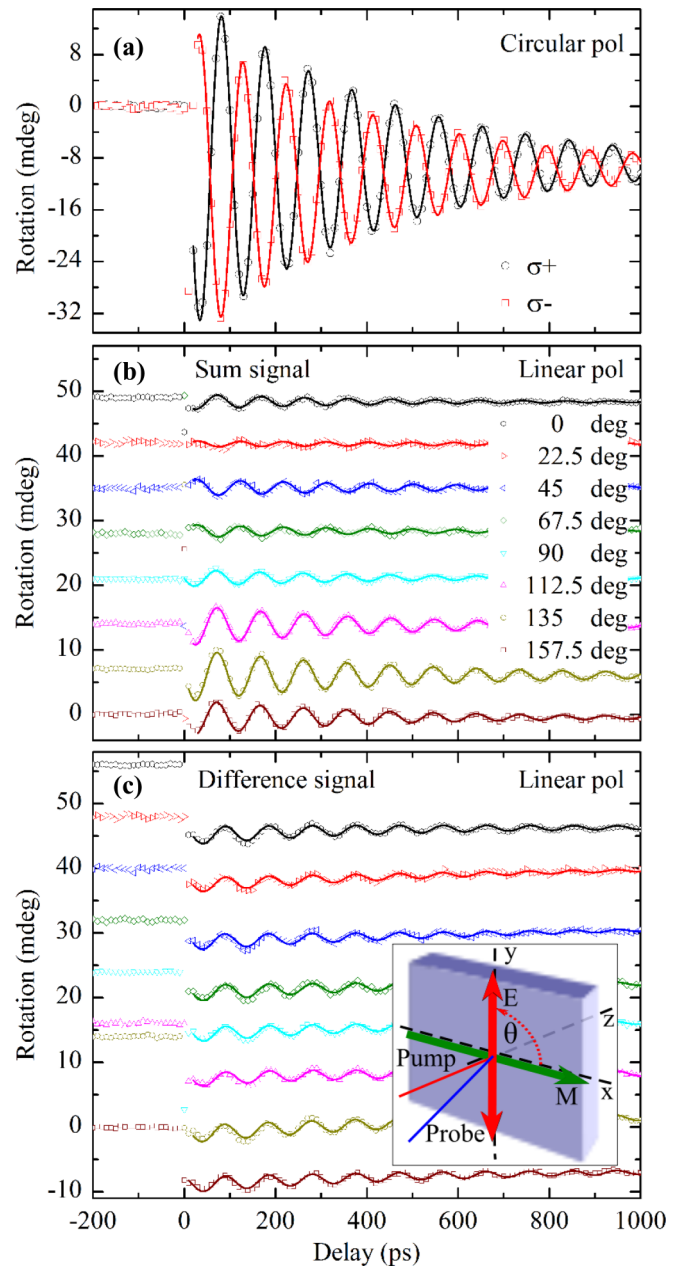 (a)
Circular pol
8
0
-8
-16
-24
-32
Rotation (mdeg)
σ+
σ-
(b)
Sum signal
Linear pol
50
40
30
20
10
0
Rotation (mdeg)
0 deg
22.5 deg
45 deg
67.5 deg
90 deg
112.5 deg
135 deg
157.5 deg
(c)
Difference signal
Linear pol
50
40
30
20
10
0
-10
Rotation (mdeg)
y
E
z
θ
Pump
M
x
Probe
-200 0 200 400 600 800 1000
Delay (ps)